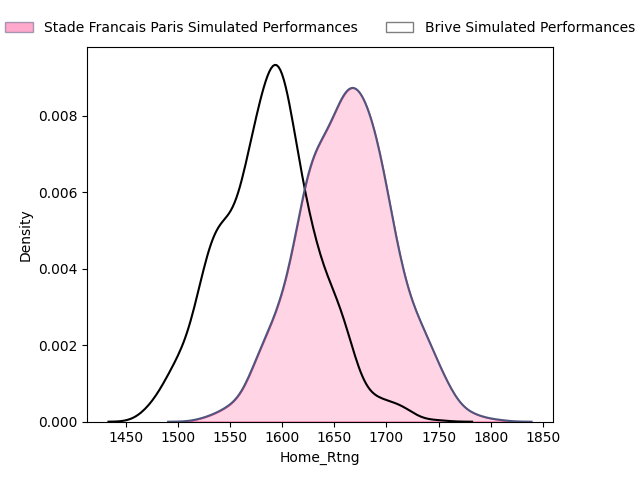 Stade Francais Paris Simulated Performances Brive Simulated Performances
0.008
0.006
0.004
0.002
0.000
Density
1450 1500 1550 1600 1650 1700 1750 1800 1850
Home_Rtng